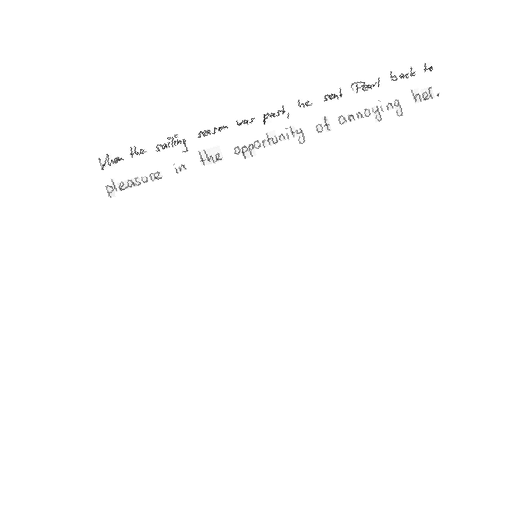 When the sailing season was past, he sent Pearl back to
pleasure in the opportunity of annoying her.